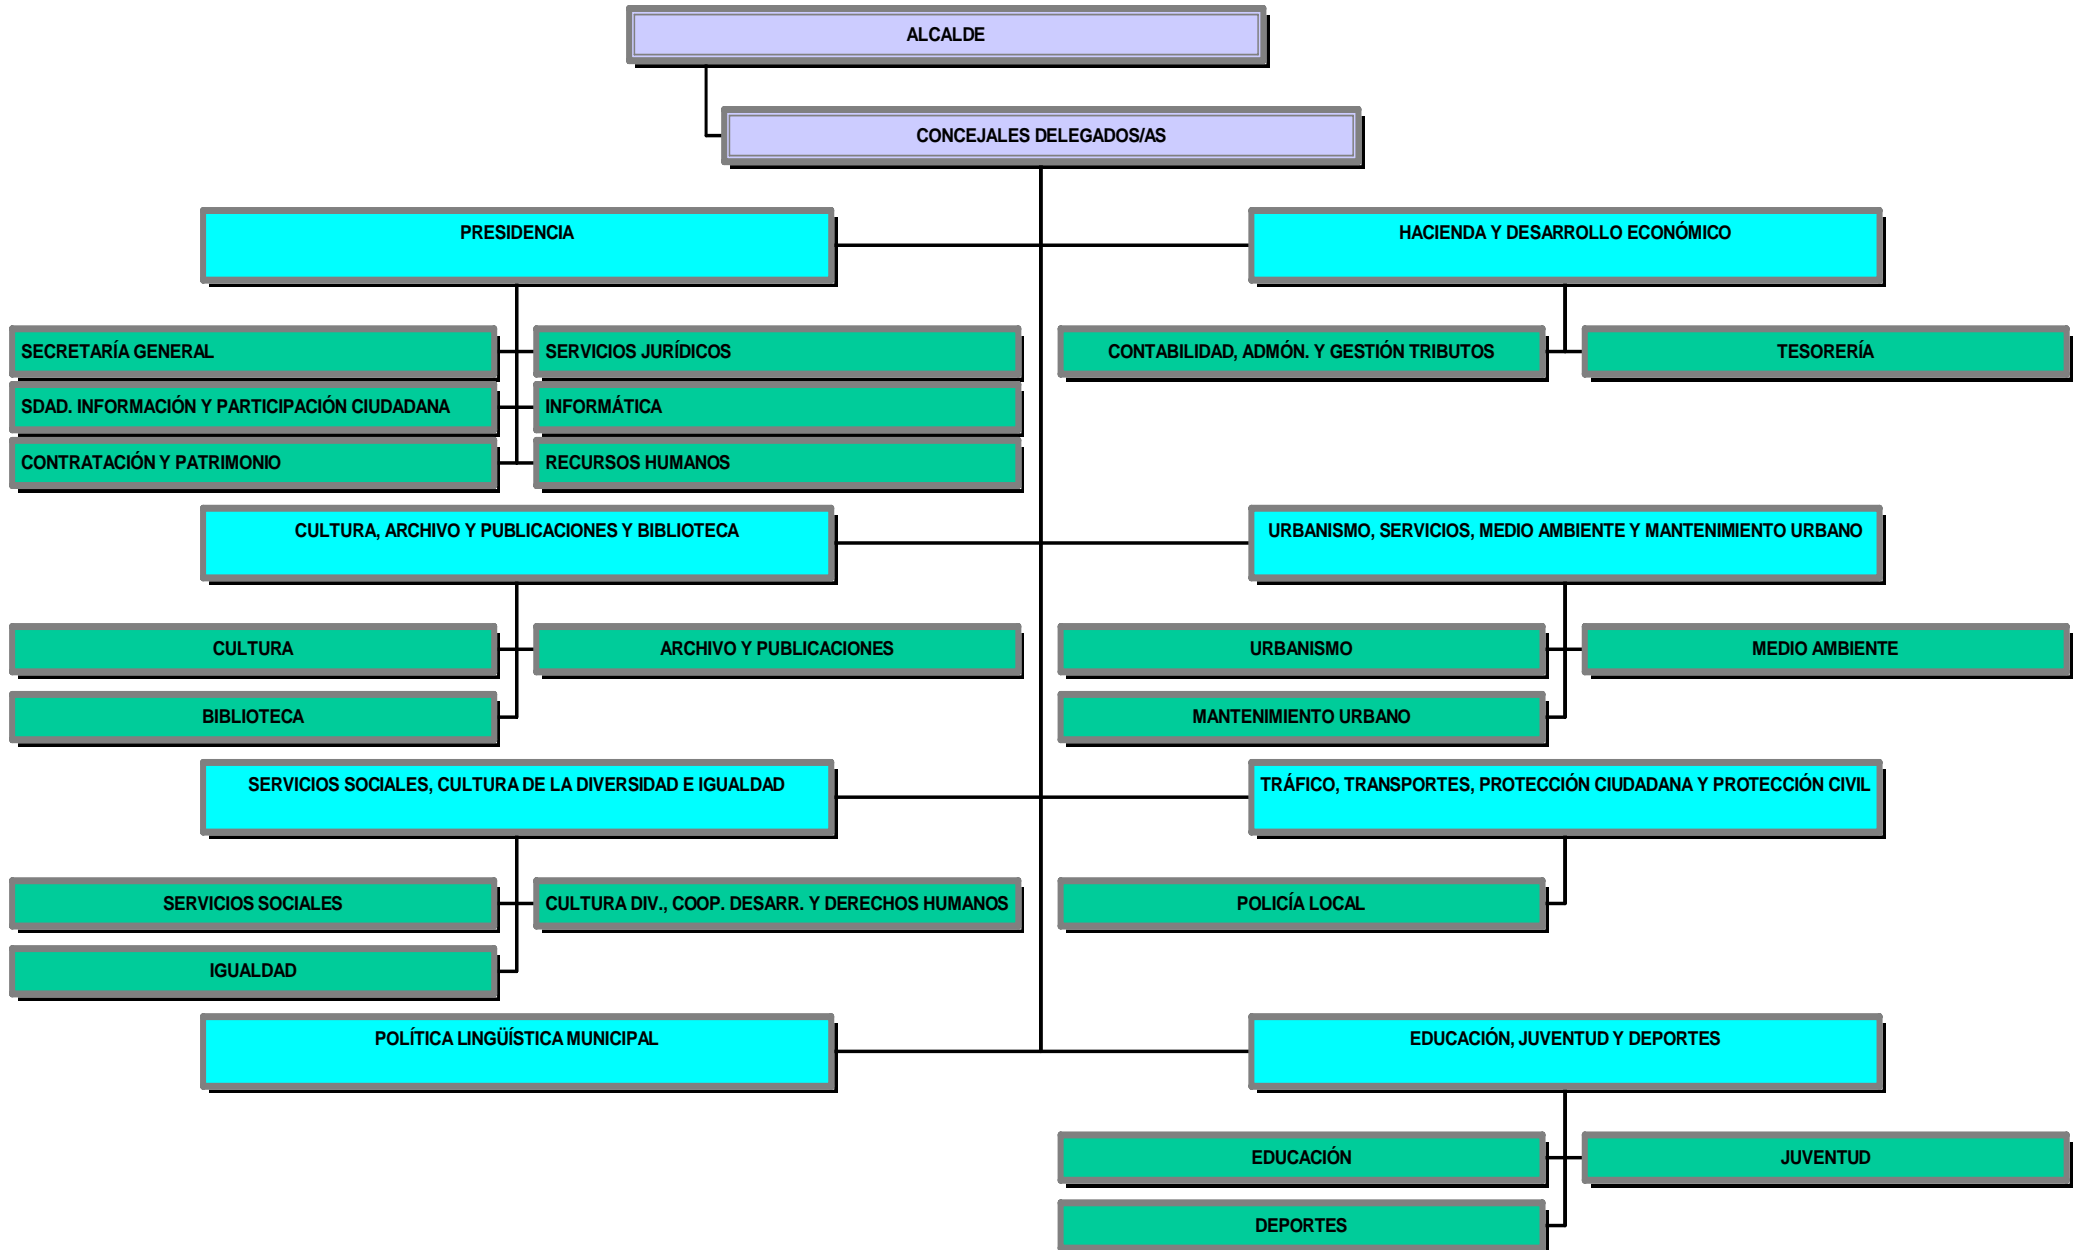 ALCALDE
CONCEJALES DELEGADOS/AS
PRESIDENCIA
HACIENDA Y DESARROLLO ECONÓMICO
SECRETARÍA GENERAL
SERVICIOS JURÍDICOS
CONTABILIDAD, ADMÓN. Y GESTIÓN TRIBUTOS
TESORERÍA
SDAD. INFORMACIÓN Y PARTICIPACIÓN CIUDADANA
INFORMÁTICA
CONTRATACIÓN Y PATRIMONIO
RECURSOS HUMANOS
CULTURA, ARCHIVO Y PUBLICACIONES Y BIBLIOTECA
URBANISMO, SERVICIOS, MEDIO AMBIENTE Y MANTENIMIENTO URBANO
CULTURA
ARCHIVO Y PUBLICACIONES
URBANISMO
MEDIO AMBIENTE
BIBLIOTECA
MANTENIMIENTO URBANO
SERVICIOS SOCIALES, CULTURA DE LA DIVERSIDAD E IGUALDAD
TRÁFICO, TRANSPORTES, PROTECCIÓN CIUDADANA Y PROTECCIÓN CIVIL
SERVICIOS SOCIALES
CULTURA DIV., COOP. DESARR. Y DERECHOS HUMANOS
POLICÍA LOCAL
IGUALDAD
POLÍTICA LINGÜÍSTICA MUNICIPAL
EDUCACIÓN, JUVENTUD Y DEPORTES
EDUCACIÓN
JUVENTUD
DEPORTES